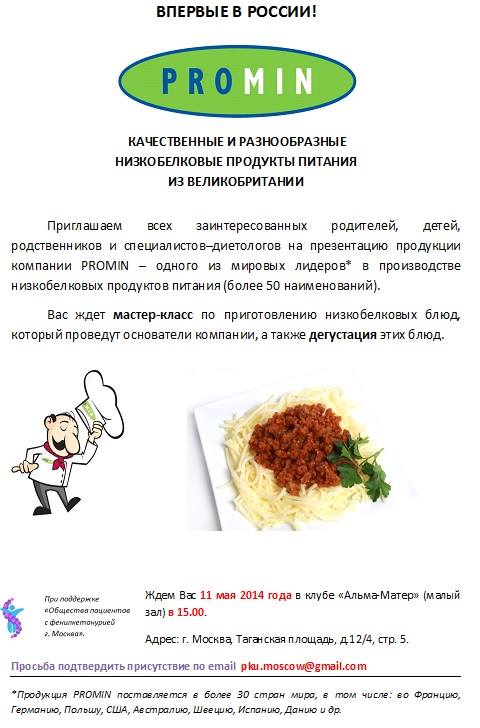 ВПЕРВЫЕ В РОССИИ!
PROMIN
КАЧЕСТВЕННЫЕ И РАЗНООБРАЗНЫЕ
НИЗКОБЕЛКОВЫЕ ПРОДУКТЫ ПИТАНИЯ
ИЗ ВЕЛИКОБРИТАНИИ
Приглашаем всех заинтересованных родителей, детей,
родственников и специалистов–диетологов на презентацию продукции
компании PROMIN – одного из мировых лидеров* в производстве
низкобелковых продуктов питания (более 50 наименований).
Вас ждет мастер-класс по приготовлению низкобелковых блюд,
который проведут основатели компании, а также дегустация этих блюд.
При поддержке
«Общества пациентов
с фенилкетонурией
г. Москва».
Ждем Вас 11 мая 2014 года в клубе «Альма-Матер» (малый
зал) в 15.00.
Адрес: г. Москва, Таганская площадь, д.12/4, стр. 5.
Просьба подтвердить присутствие по email pku.moscow@gmail.com
*Продукция PROMIN поставляется в более 30 стран мира, в том числе: во Францию,
Германию, Польшу, США, Австралию, Швецию, Испанию, Данию и др.